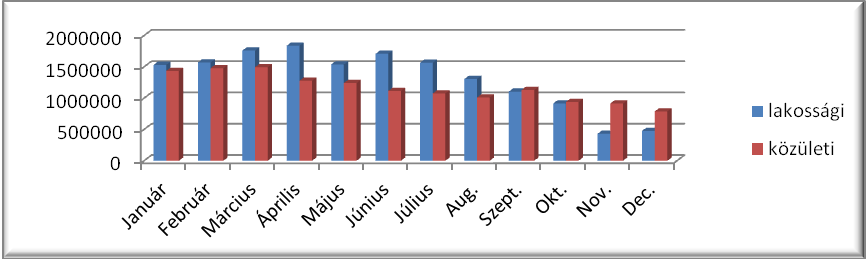 2000000
1500000
1000000
500000
0
Január
Február
Március
Április
Május
Június
Július
Aug.
Szept.
Okt.
Nov.
Dec.
lakossági
közületi